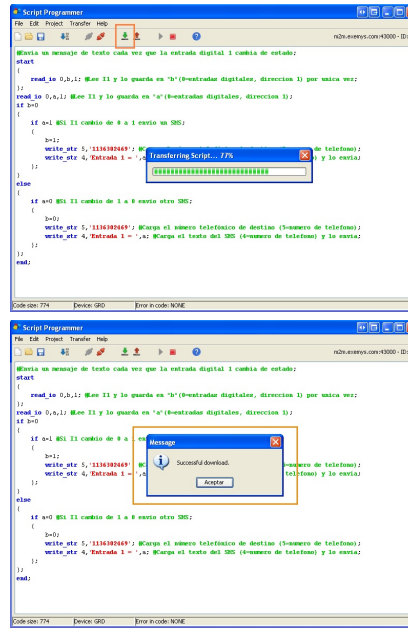 Script Programmer
File Edit Project Transfer Help
m2m.exemys.com:43000 - ID:
@Envia un mensaje de texto cada vez que la entrada digital 1 cambia de estado;
start
{
read_io 0,b,1; @Lee I1 y lo guarda en "b"(0=entradas digitales, direccion 1) por unica vez;
};
read_io 0,a,1; @Lee I1 y lo guarda en "a"(0=entradas digitales, direccion 1);
if b=0
{
if a=1 @Si I1 cambio de 0 a 1 envio un SMS;
{
b=1;
write_str 5,'1136302469'; @C de telefono);
write_str 4,'Entrada 1 = ',a y lo envia;
};
}
else
{
if a=0 @Si I1 cambio de 1 a 0 envio otro SMS;
{
b=0;
write_str 5,'1136302469'; @Carga el número telefónico de destino (5=numero de telefono);
write_str 4,'Entrada 1 = ',a; @Carga el texto del SMS (4=numero de telefono) y lo envia;
};
};
end;
Transferring Script... 77%
Code size: 774 Device: GRD Error in code: NONE
Script Programmer
File Edit Project Transfer Help
m2m.exemys.com:43000 - ID:
@Envia un mensaje de texto cada vez que la entrada digital 1 cambia de estado;
start
{
read_io 0,b,1; @Lee I1 y lo guarda en "b"(0=entradas digitales, direccion 1) por unica vez;
};
read_io 0,a,1; @Lee I1 y lo guarda en "a"(0=entradas digitales, direccion 1);
if b=0
{
if a=1 @Si I1 cambio de 0 a 1 en
{
b=1;
write_str 5,'1136302469' @C =numero de telefono);
write_str 4,'Entrada 1 = ',a telefono) y lo envia;
};
}
else
{
if a=0 @Si I1 cambio de 1 a 0 envio otro SMS;
{
b=0;
write_str 5,'1136302469'; @Carga el número telefónico de destino (5=numero de telefono);
write_str 4,'Entrada 1 = ',a; @Carga el texto del SMS (4=numero de telefono) y lo envia;
};
};
end;
Message
Successful download.
Aceptar
Code size: 774 Device: GRD Error in code: NONE